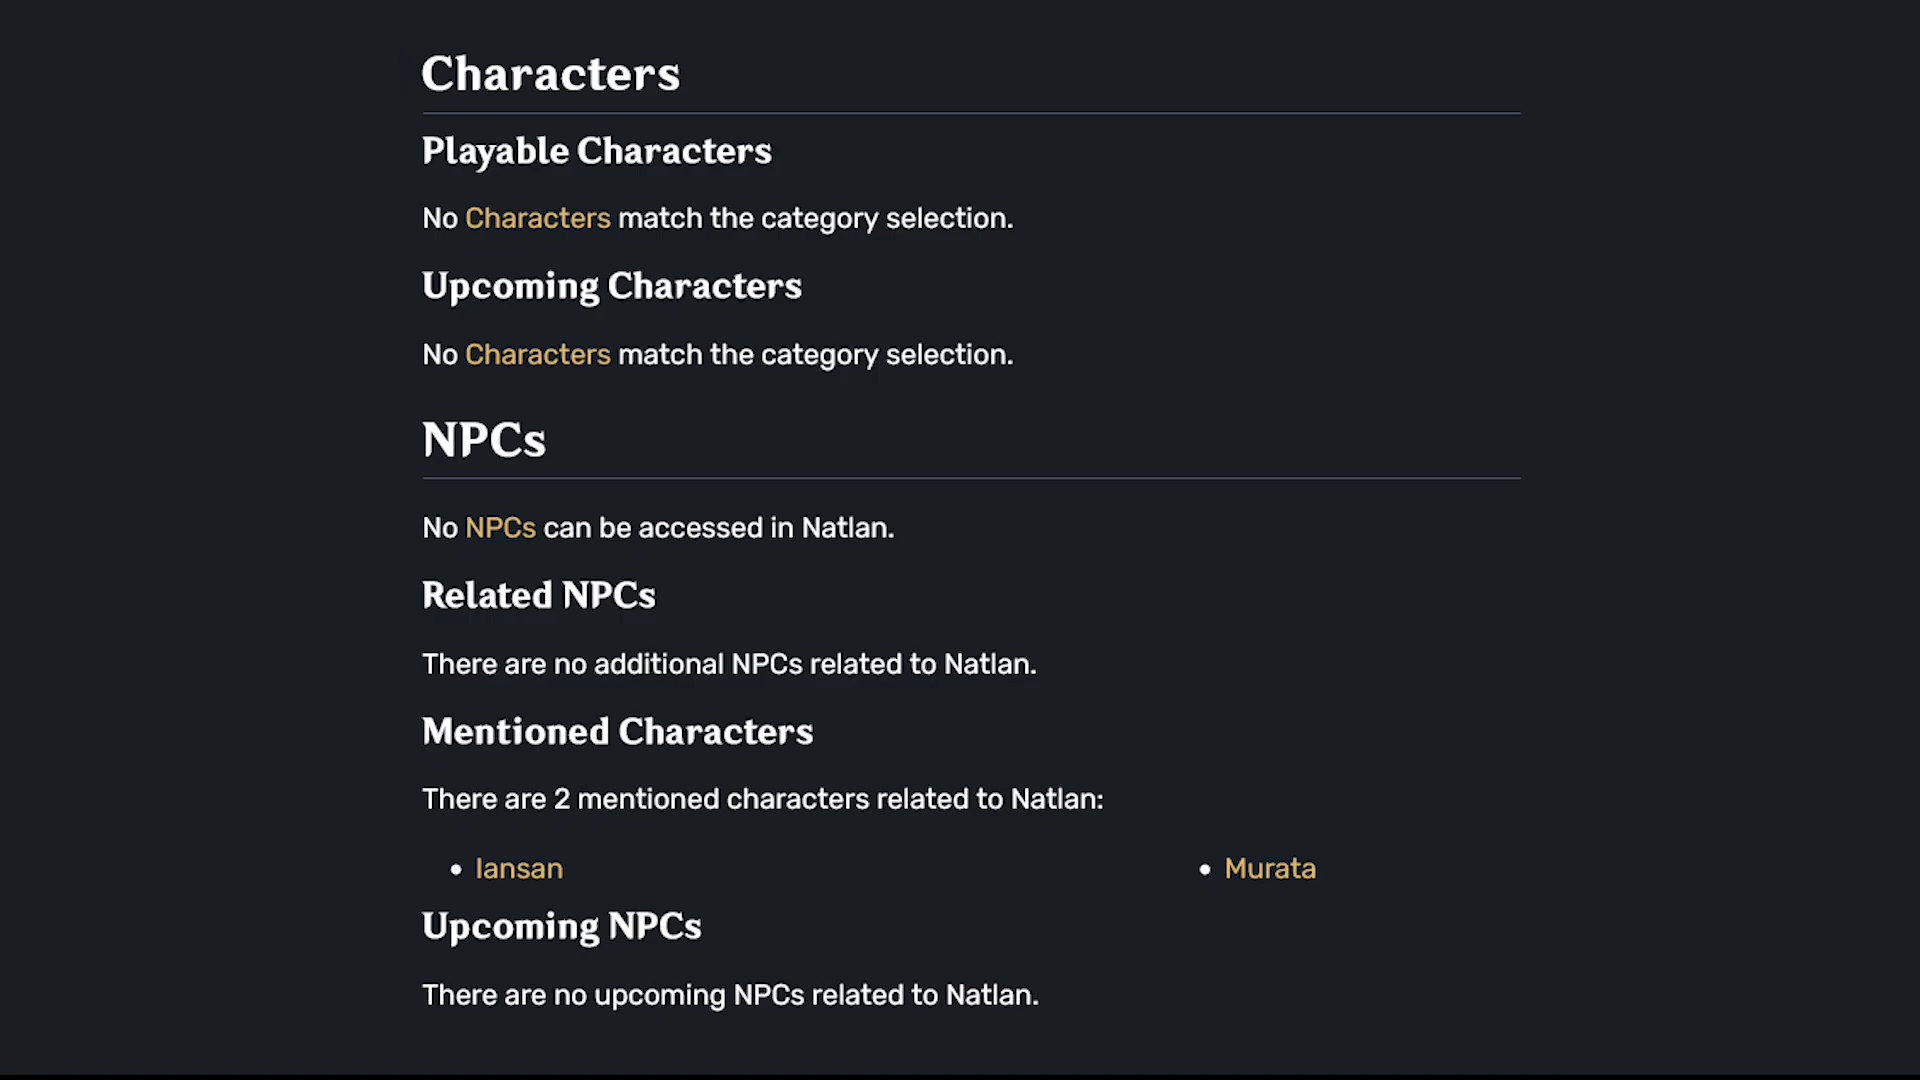 Characters
Playable Characters
No Characters match the category selection.
Upcoming Characters
No Characters match the category selection.
NPCs
No NPCs can be accessed in Natlan.
Related NPCs
There are no additional NPCs related to Natlan.
Mentioned Characters
There are 2 mentioned characters related to Natlan:
• Iansan
• Murata
Upcoming NPCs
There are no upcoming NPCs related to Natlan.